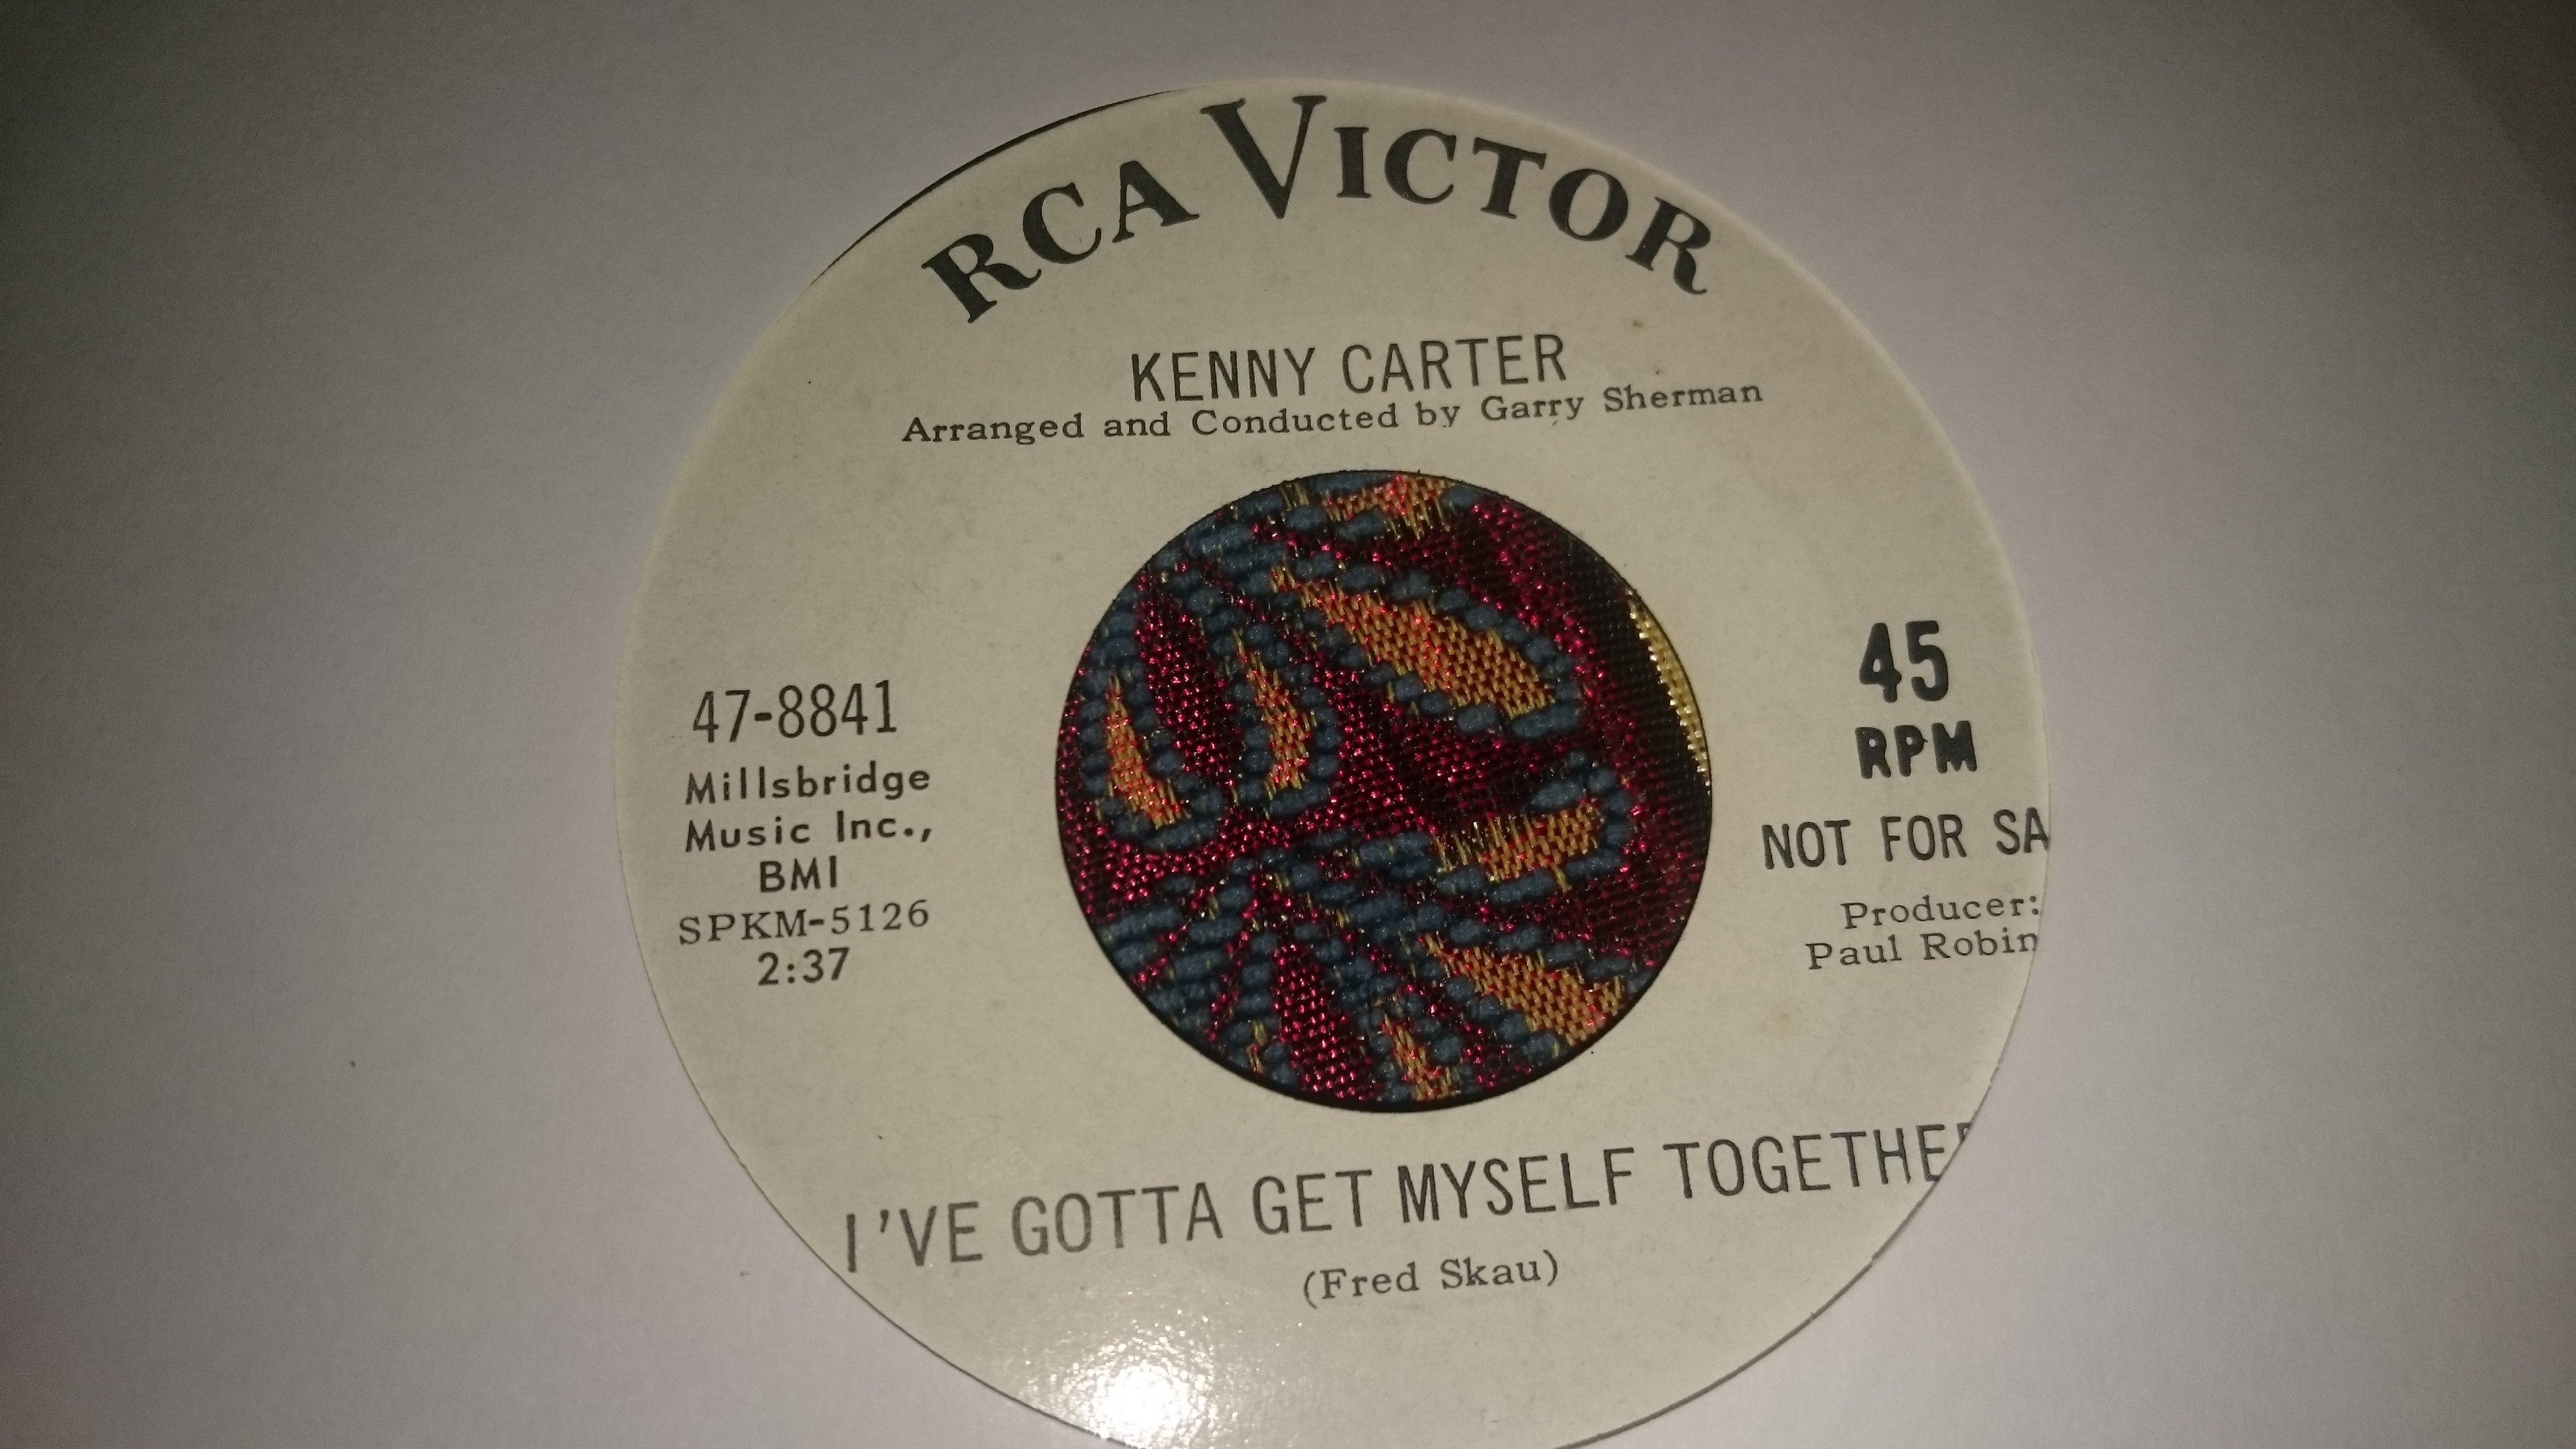 RCA VICTOR
KENNY CARTER
Arranged and Conducted by Garry Sherman
47-8841
Millsbridge
Music Inc.,
BMI
SPKM-5126
2:37
45
RPM
NOT FOR SA
Producer:
Paul Robin
I'VE GOTTA GET MYSELF TOGETHER
(Fred Skau)